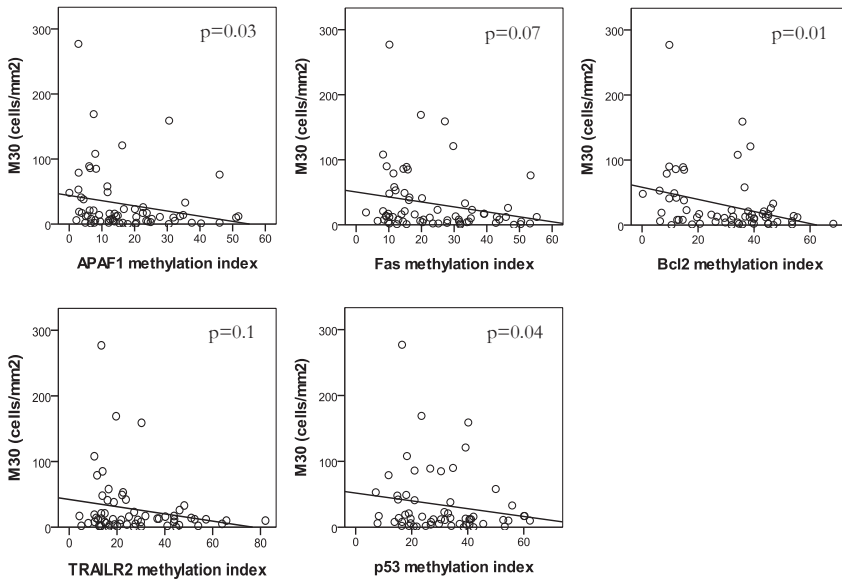 p=0.03
M30 (cells/mm2)
300
200
100
0
0 10 20 30 40 50 60
APAF1 methylation index
p=0.07
M30 (cells/mm2)
300
200
100
0
0 10 20 30 40 50 60
Fas methylation index
p=0.01
M30 (cells/mm2)
300
200
100
0
0 20 40 60
Bcl2 methylation index
p=0.1
M30 (cells/mm2)
300
200
100
0
0 20 40 60 80
TRAILR2 methylation index
p=0.04
M30 (cells/mm2)
300
200
100
0
0 20 40 60
p53 methylation index